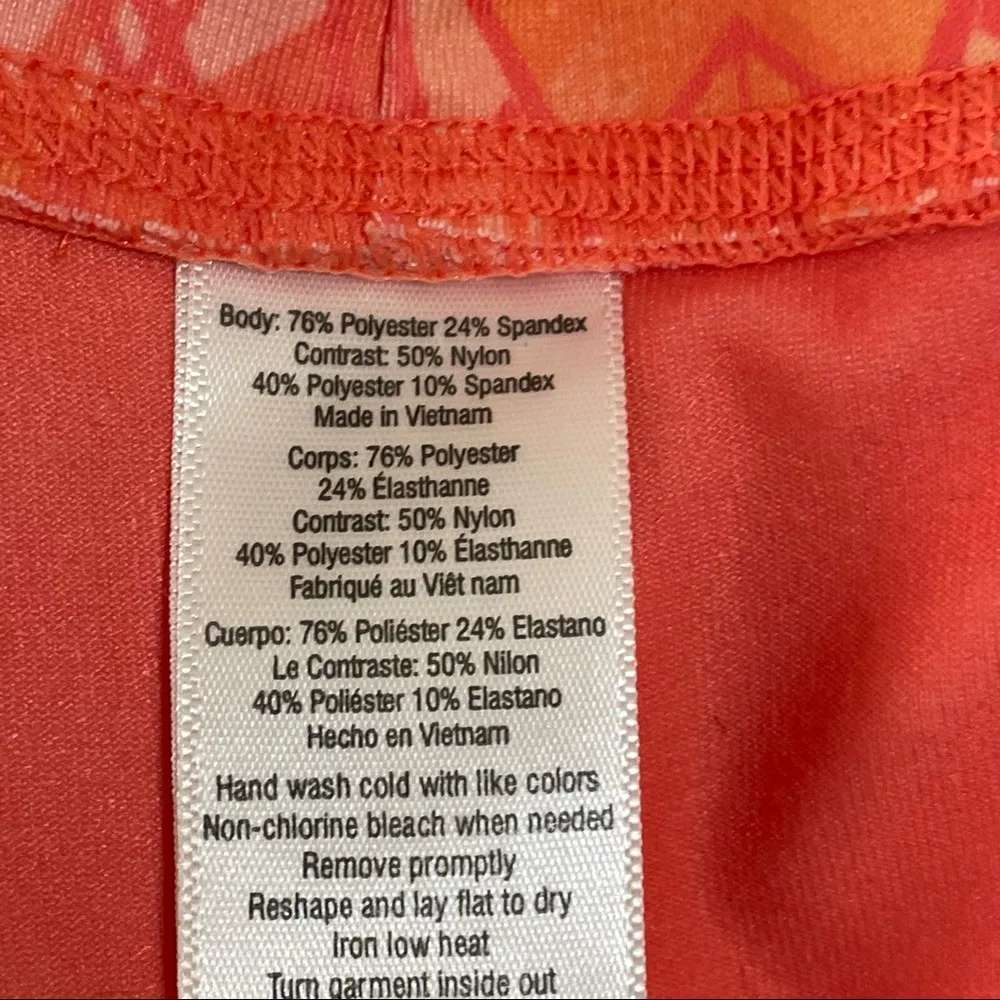 Body: 76% Polyester 24% Spandex
Contrast: 50% Nylon
40% Polyester 10% Spandex
Made in Vietnam
Corps: 76% Polyester
24% Élasthanne
Contrast: 50% Nylon
40% Polyester 10% Élasthanne
Fabriqué au Viêt nam
Cuerpo: 76% Poliéster 24% Elastano
Le Contraste: 50% Nilon
40% Poliéster 10% Elastano
Hecho en Vietnam
Hand wash cold with like colors
Non-chlorine bleach when needed
Remove promptly
Reshape and lay flat to dry
Iron low heat
Turn garment inside out